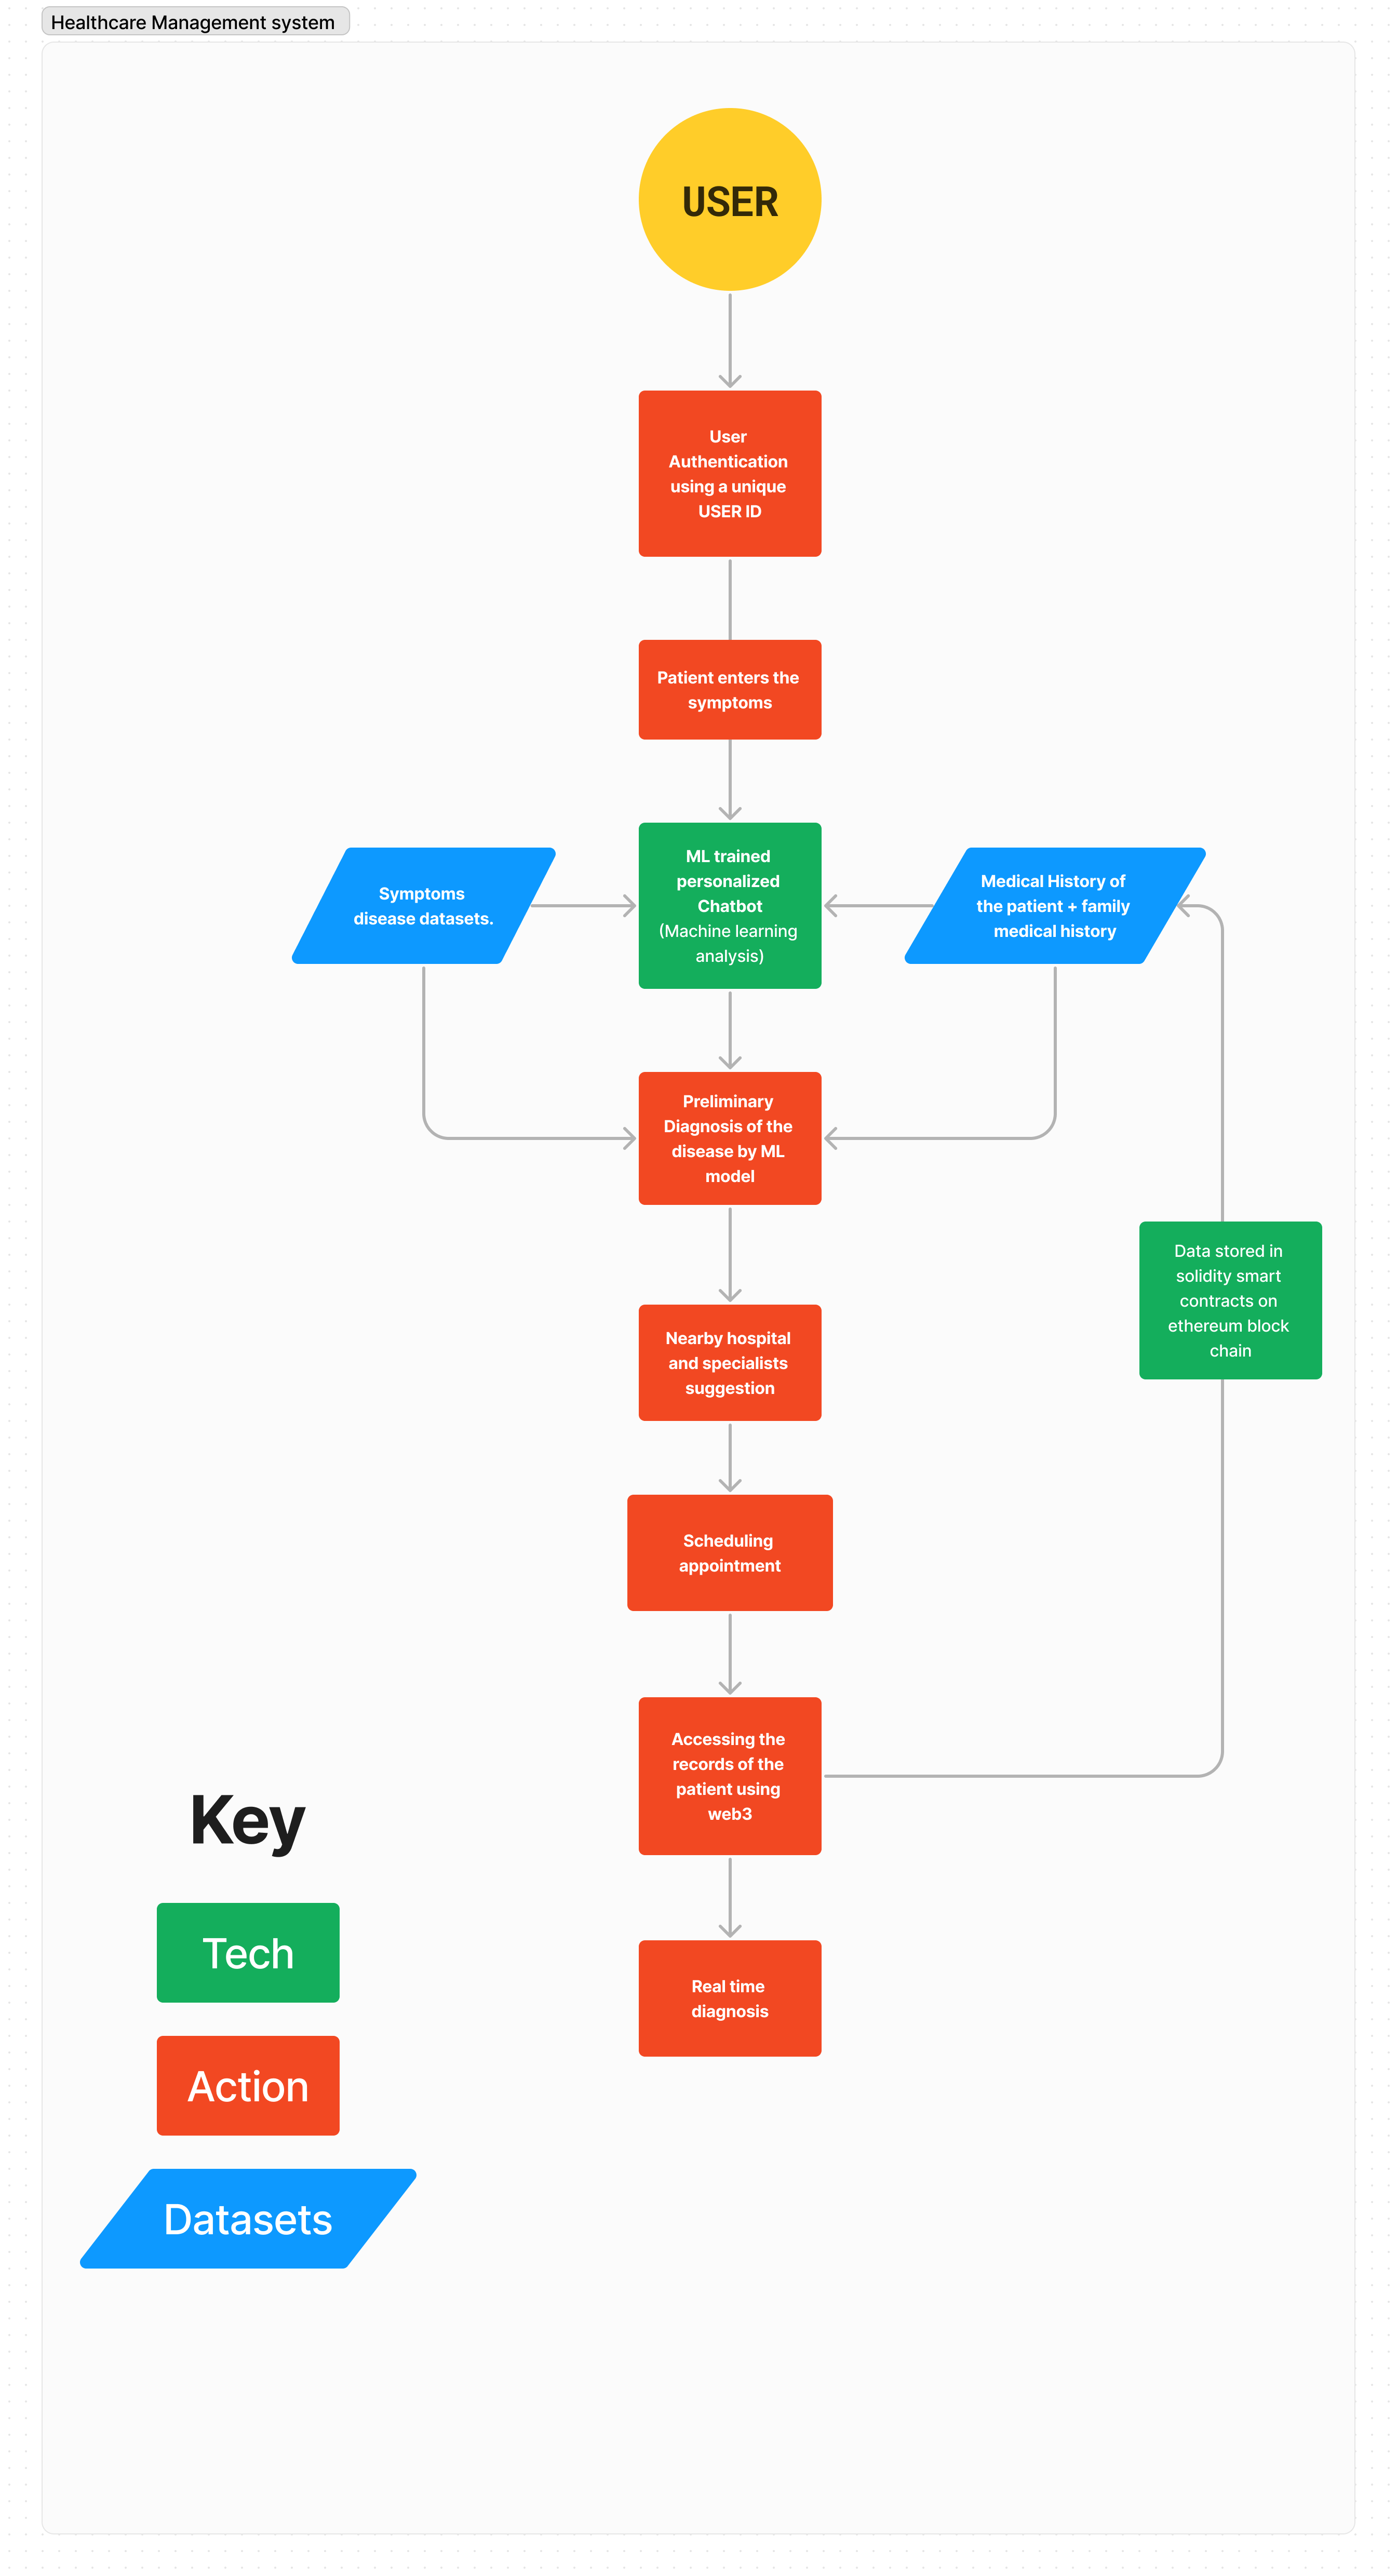 Healthcare Management system
USER
User
Authentication
using a unique
USER ID
Patient enters the
symptoms
Symptoms
disease datasets.
ML trained
personalized
Chatbot
(Machine learning
analysis)
Medical History of
the patient + family
medical history
Preliminary
Diagnosis of the
disease by ML
model
Data stored in
solidity smart
contracts on
ethereum block
chain
Nearby hospital
and specialists
suggestion
Scheduling
appointment
Accessing the
records of the
patient using
web3
Real time
diagnosis
Key
Tech
Action
Datasets